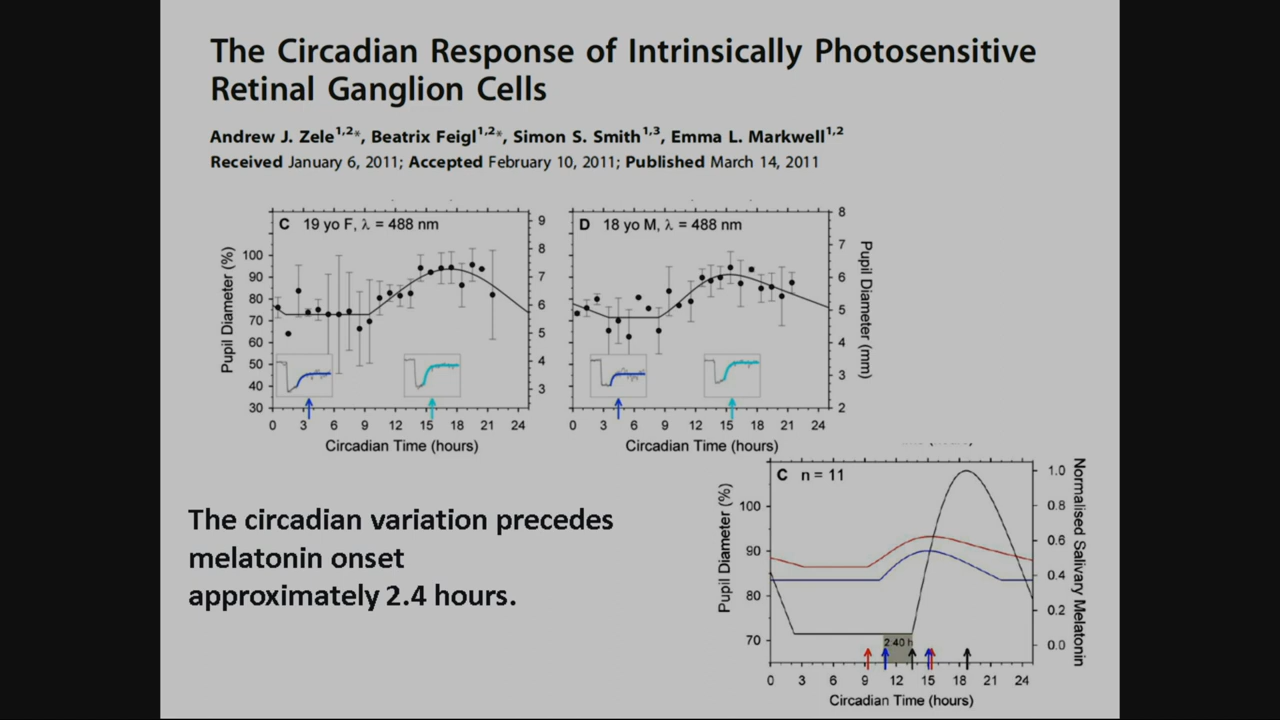 The Circadian Response of Intrinsically Photosensitive
Retinal Ganglion Cells
Andrew J. Zele1,2*, Beatrix Feigl1,2*, Simon S. Smith1,3, Emma L. Markwell1,2
Received January 6, 2011; Accepted February 10, 2011; Published March 14, 2011
C 19 yo F, λ = 488 nm
Pupil Diameter (%)
100
90
80
70
60
50
40
30
9
8
7
6
5
4
3
0 3 6 9 12 15 18 21 24
Circadian Time (hours)
D 18 yo M, λ = 488 nm
8
7
6
5
4
3
2
Pupil Diameter (mm)
0 3 6 9 12 15 18 21 24
Circadian Time (hours)
The circadian variation precedes
melatonin onset
approximately 2.4 hours.
C n = 11
Pupil Diameter (%)
100
90
80
70
1.0
0.8
0.6
0.4
0.2
0.0
Normalised Salivary Melatonin
2.40 h
0 3 6 9 12 15 18 21 24
Circadian Time (hours)